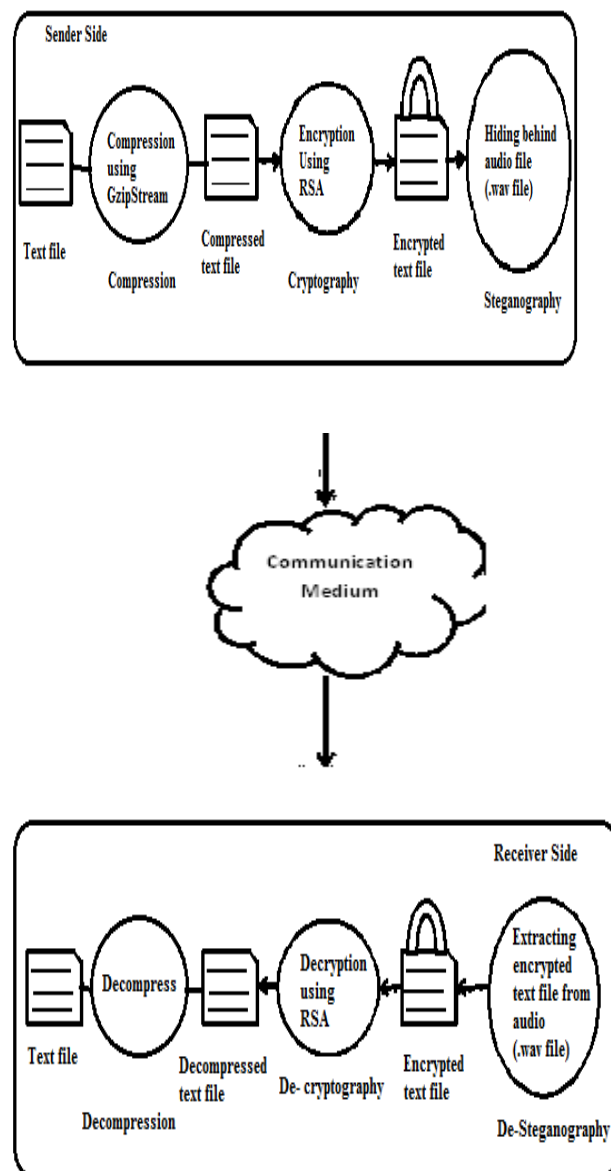 Sender Side
Compression
using
GzipStream
Encryption
Using
RSA
Hiding behind
audio file
(.wav file)
Text file
Compressed
text file
Encrypted
text file
Compression
Cryptography
Steganography
Communication
Medium
Receiver Side
Decompress
Decryption
using
RSA
Extracting
encrypted
text file from
audio
(.wav file)
Text file
Decompressed
text file
De- cryptography
Encrypted
text file
Decompression
De-Steganography